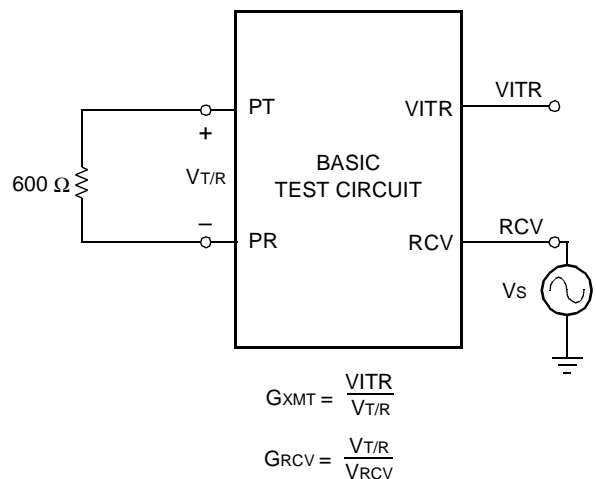 PT
VITR
VITR
+
600 Ω
VT/R
BASIC
TEST CIRCUIT
−
PR
RCV
RCV
VS
GXMT = VITR
VT/R
GRCV = VT/R
VRCV